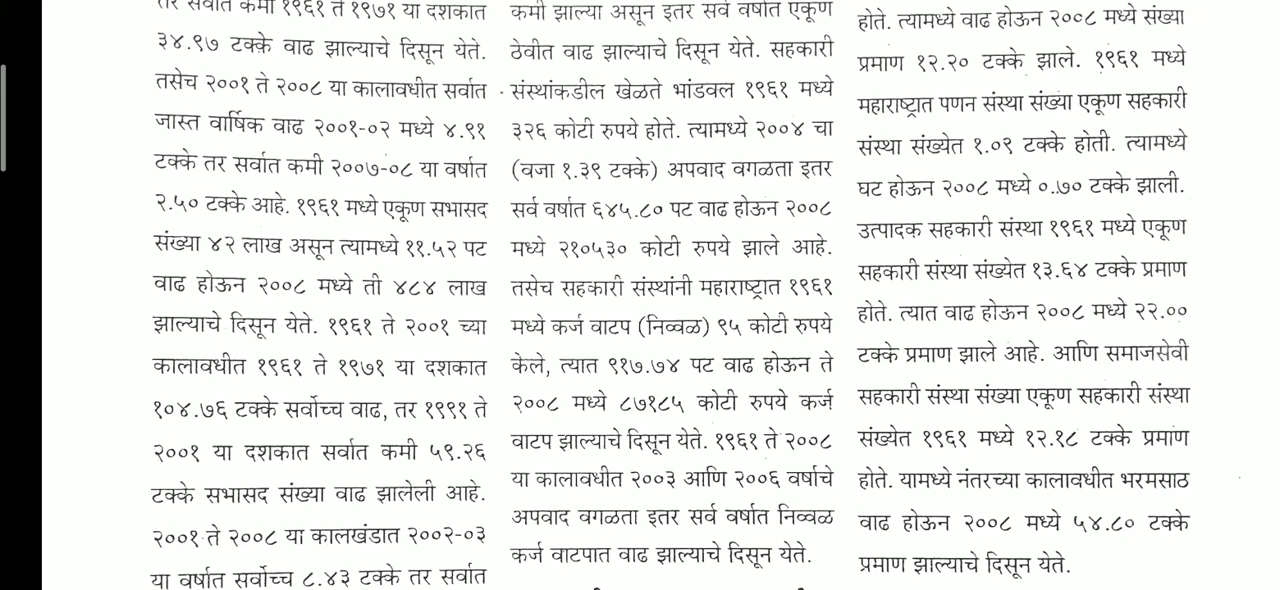 तर सर्वात कमी १९६१ ते १९७१ या दशकात
३४.९७ टक्के वाढ झाल्याचे दिसून येते.
तसेच २००१ ते २००८ या कालावधीत सर्वात
जास्त वार्षिक वाढ २००१-०२ मध्ये ४.९१
टक्के तर सर्वात कमी २००७-०८ या वर्षात
२.५० टक्के आहे. १९६१ मध्ये एकूण सभासद
संख्या ४२ लाख असून त्यामध्ये ११.५२ पट
वाढ होऊन २००८ मध्ये ती ४८४ लाख
झाल्याचे दिसून येते. १९६१ ते २००१ च्या
कालावधीत १९६१ ते १९७१ या दशकात
१०४.७६ टक्के सर्वोच्च वाढ, तर १९९१ ते
२००१ या दशकात सर्वात कमी ५९.२६
टक्के सभासद संख्या वाढ झालेली आहे.
२००१ ते २००८ या कालखंडात २००२-०३
या वर्षात सर्वोच्च ८.४३ टक्के तर सर्वात
कमी झाल्या असून इतर सर्व वर्षात एकूण
ठेवीत वाढ झाल्याचे दिसून येते. सहकारी
संस्थांकडील खेळते भांडवल १९६१ मध्ये
३२६ कोटी रुपये होते. त्यामध्ये २००४ चा
(वजा १.३९ टक्के) अपवाद वगळता इतर
सर्व वर्षात ६४५.८० पट वाढ होऊन २००८
मध्ये २१०५३० कोटी रुपये झाले आहे.
तसेच सहकारी संस्थांनी महाराष्ट्रात १९६१
मध्ये कर्ज वाटप (निव्वळ) ९५ कोटी रुपये
केले, त्यात ९१७.७४ पट वाढ होऊन ते
२००८ मध्ये ८७१८५ कोटी रुपये कर्ज
वाटप झाल्याचे दिसून येते. १९६१ ते २००८
या कालावधीत २००३ आणि २००६ वर्षाचे
अपवाद वगळता इतर सर्व वर्षात निव्वळ
कर्ज वाटपात वाढ झाल्याचे दिसून येते.
होते. त्यामध्ये वाढ होऊन २००८ मध्ये संख्या
प्रमाण १२.२० टक्के झाले. १९६१ मध्ये
महाराष्ट्रात पणन संस्था संख्या एकूण सहकारी
संस्था संख्येत १.०९ टक्के होती. त्यामध्ये
घट होऊन २००८ मध्ये ०.७० टक्के झाली.
उत्पादक सहकारी संस्था १९६१ मध्ये एकूण
सहकारी संस्था संख्येत १३.६४ टक्के प्रमाण
होते. त्यात वाढ होऊन २००८ मध्ये २२.००
टक्के प्रमाण झाले आहे. आणि समाजसेवी
सहकारी संस्था संख्या एकूण सहकारी संस्था
संख्येत १९६१ मध्ये १२.१८ टक्के प्रमाण
होते. यामध्ये नंतरच्या कालावधीत भरमसाठ
वाढ होऊन २००८ मध्ये ५४.८० टक्के
प्रमाण झाल्याचे दिसून येते.